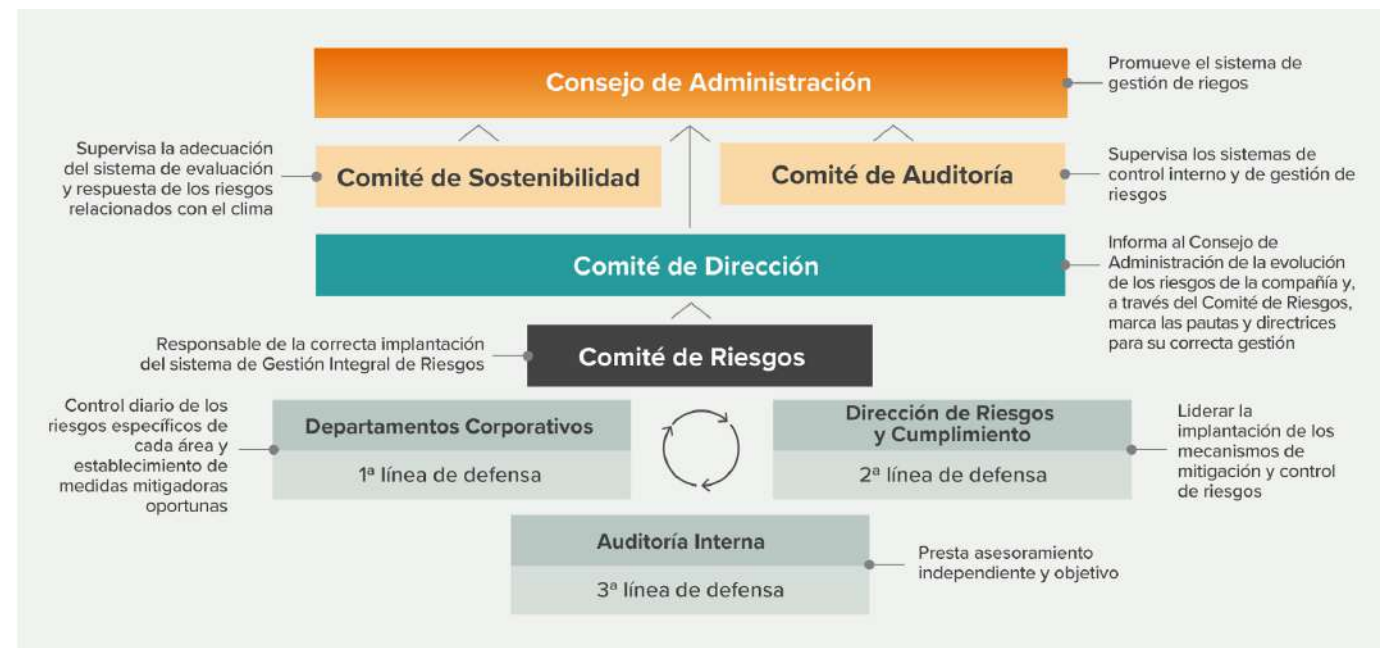 Consejo de Administración
Promueve el sistema de
gestión de riegos
Supervisa la adecuación
del sistema de evaluación
y respuesta de los riesgos
relacionados con el clima
Comité de Sostenibilidad
Comité de Auditoría
Supervisa los sistemas de
control interno y de gestión de
riesgos
Comité de Dirección
Informa al Consejo de
Administración de la evolución
de los riesgos de la compañía y,
a través del Comité de Riesgos,
marca las pautas y directrices
para su correcta gestión
Responsable de la correcta implantación
del sistema de Gestión Integral de Riesgos
Comité de Riesgos
Control diario de los
riesgos específicos de
cada área y
establecimiento de
medidas mitigadoras
oportunas
Departamentos Corporativos
1ª línea de defensa
Dirección de Riesgos
y Cumplimiento
2ª línea de defensa
Liderar la
implantación de los
mecanismos de
mitigación y control
de riesgos
Auditoría Interna
3ª línea de defensa
Presta asesoramiento
independiente y objetivo